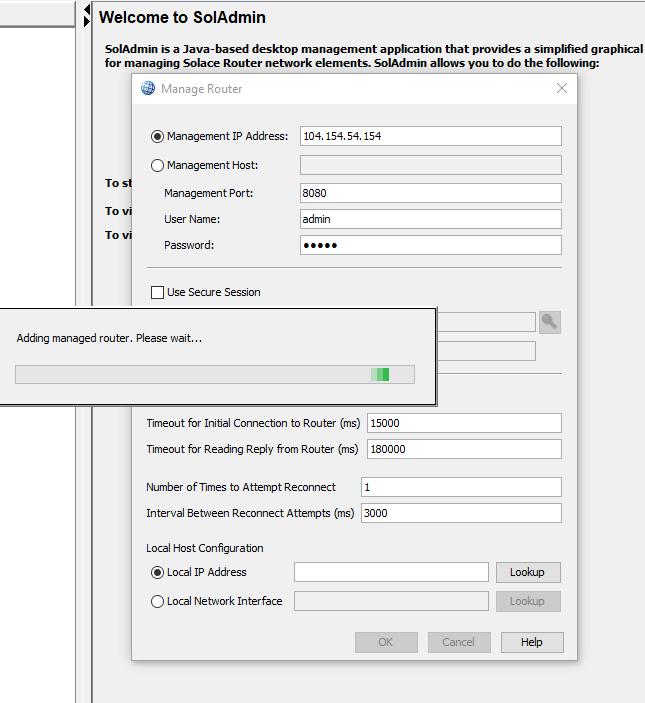 Welcome to SolAdmin
SolAdmin is a Java-based desktop management application that provides a simplified graphical
for managing Solace Router network elements. SolAdmin allows you to do the following:
Manage Router
Management IP Address: 104.154.54.154
Management Host:
To st
Management Port: 8080
To vi
User Name: admin
To vi
Password: •••••
Use Secure Session
Adding managed router. Please wait...
Timeout for Initial Connection to Router (ms) 15000
Timeout for Reading Reply from Router (ms) 180000
Number of Times to Attempt Reconnect 1
Interval Between Reconnect Attempts (ms) 3000
Local Host Configuration
Local IP Address Lookup
Local Network Interface Lookup
OK Cancel Help